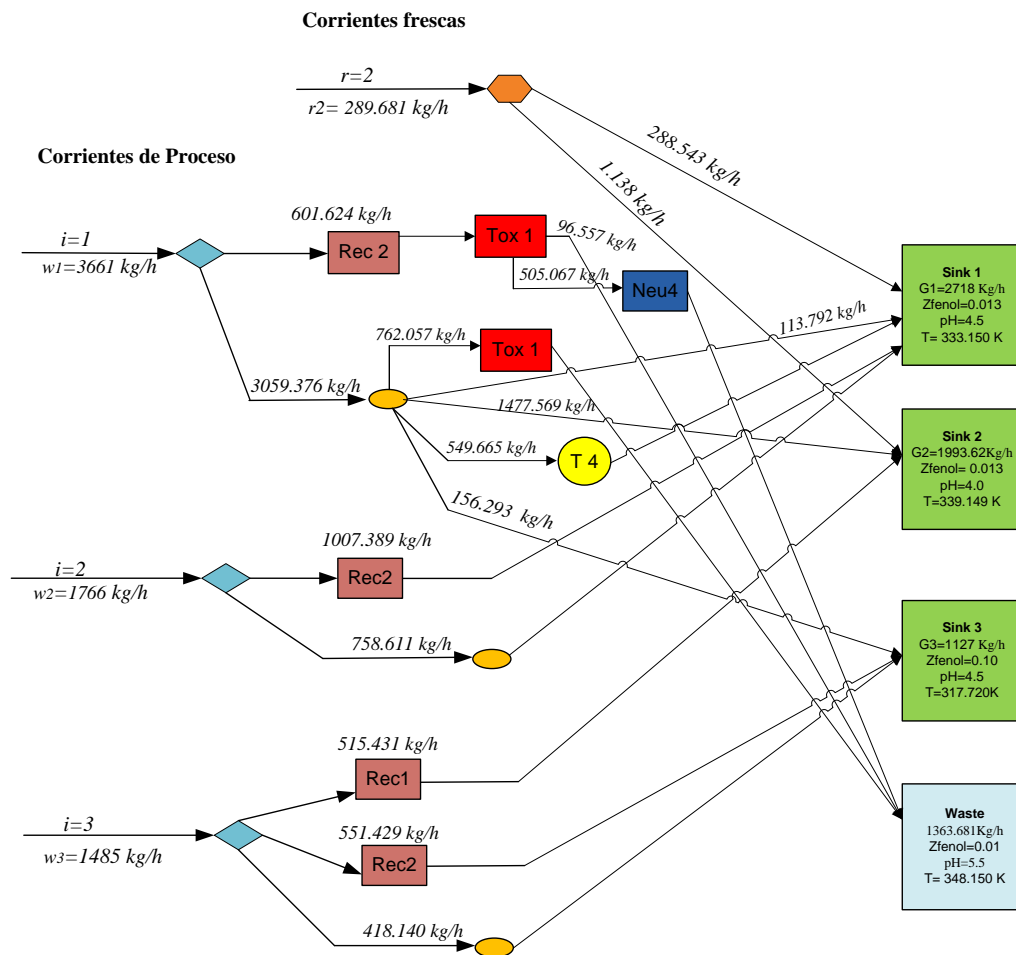 Corrientes frescas
r=2
r2= 289.681 kg/h
288.543 kg/h
1.138 kg/h
Corrientes de Proceso
i=1
w1=3661 kg/h
601.624 kg/h
Rec 2
Tox 1
96.557 kg/h
505.067 kg/h
Neu4
762.057 kg/h
Tox 1
113.792 kg/h
3059.376 kg/h
1477.569 kg/h
549.665 kg/h
T 4
156.293 kg/h
Sink 1
G1=2718 Kg/h
Zfenol=0.013
pH=4.5
T= 333.150 K
Sink 2
G2=1993.62Kg/h
Zfenol= 0.013
pH=4.0
T=339.149 K
i=2
w2=1766 kg/h
1007.389 kg/h
Rec2
758.611 kg/h
Sink 3
G3=1127 Kg/h
Zfenol=0.10
pH=4.5
T=317.720K
i=3
w3=1485 kg/h
515.431 kg/h
Rec1
551.429 kg/h
Rec2
418.140 kg/h
Waste
1363.681Kg/h
Zfenol=0.01
pH=5.5
T= 348.150 K